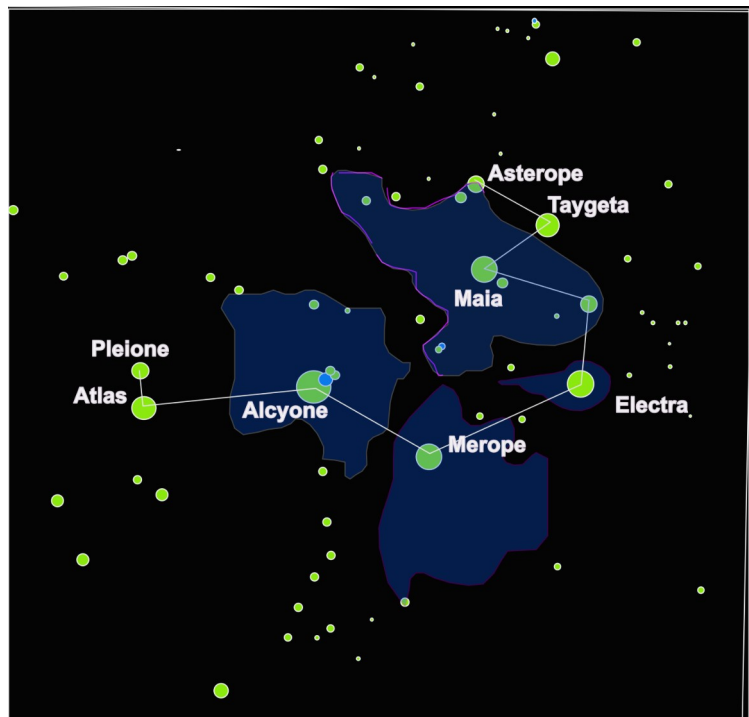 Asterope
Taygeta
Maia
Pleione
Atlas
Alcyone
Electra
Merope